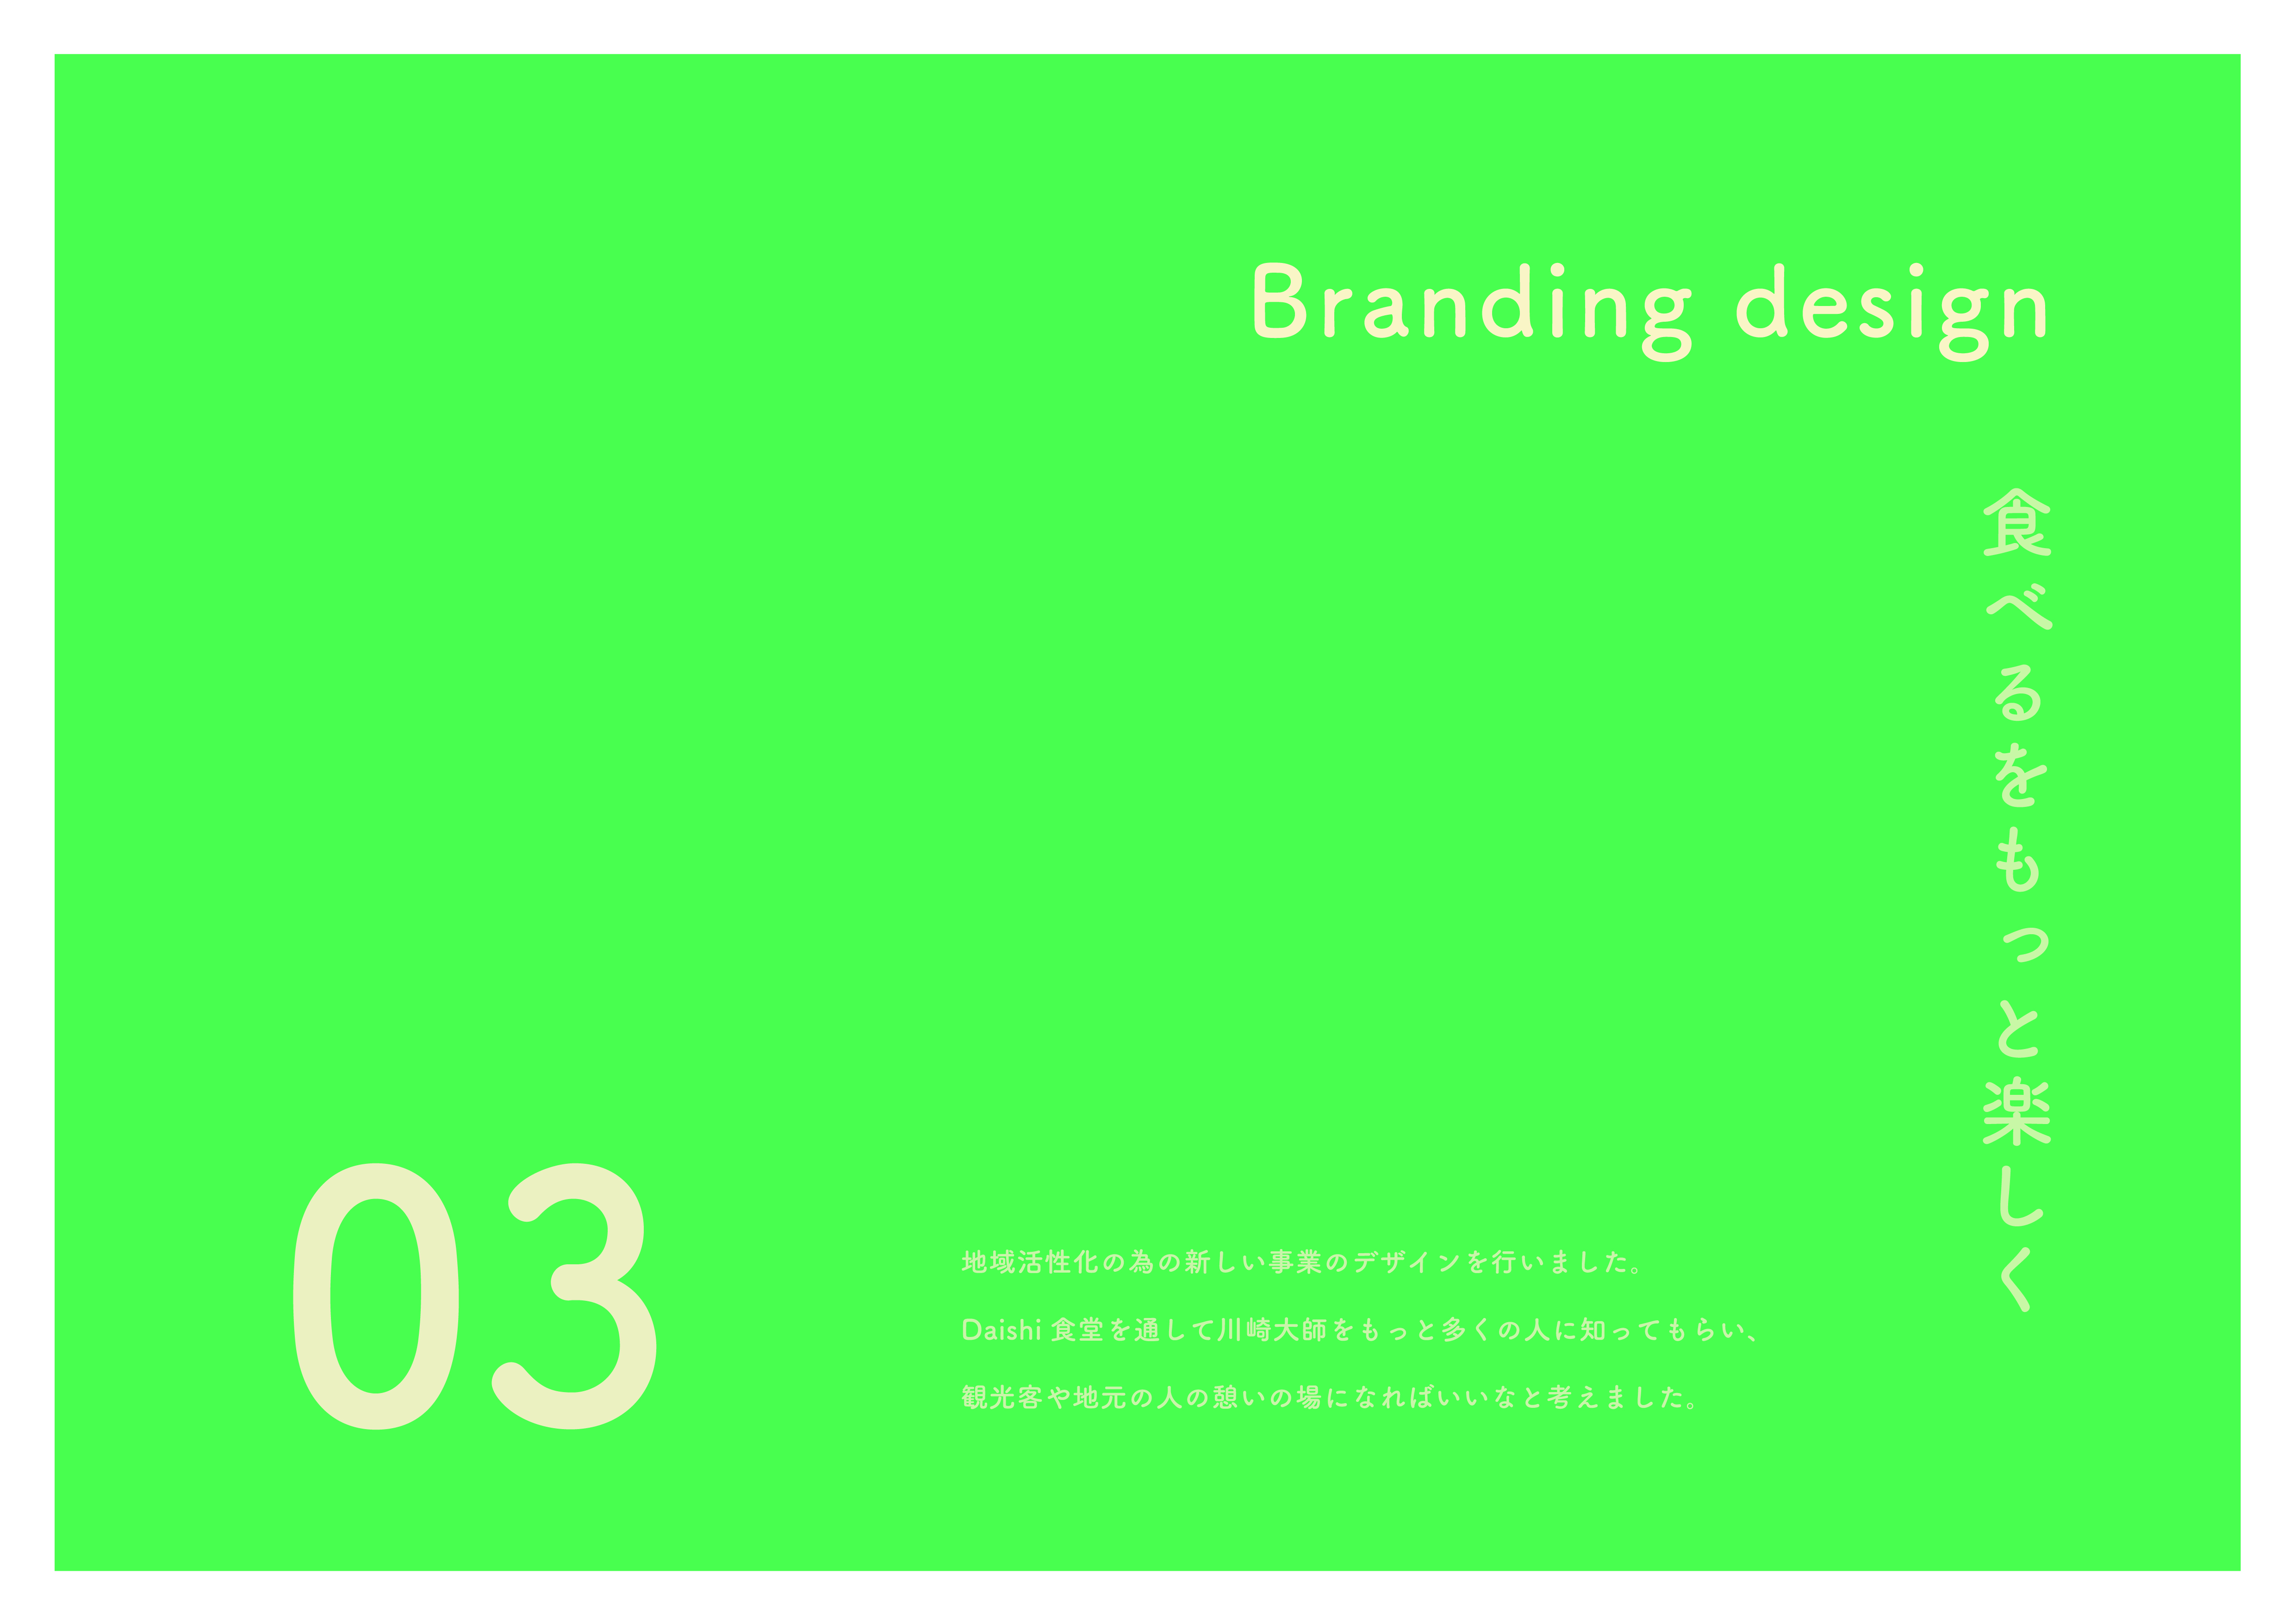 Branding design
食べるをもっと楽しく
03
地域活性化の為の新しい事業のデザインを行いました。
Daishi 食堂を通して川崎大師をもっと多くの人に知ってもらい、
観光客や地元の人の憩いの場になればいいなと考えました。